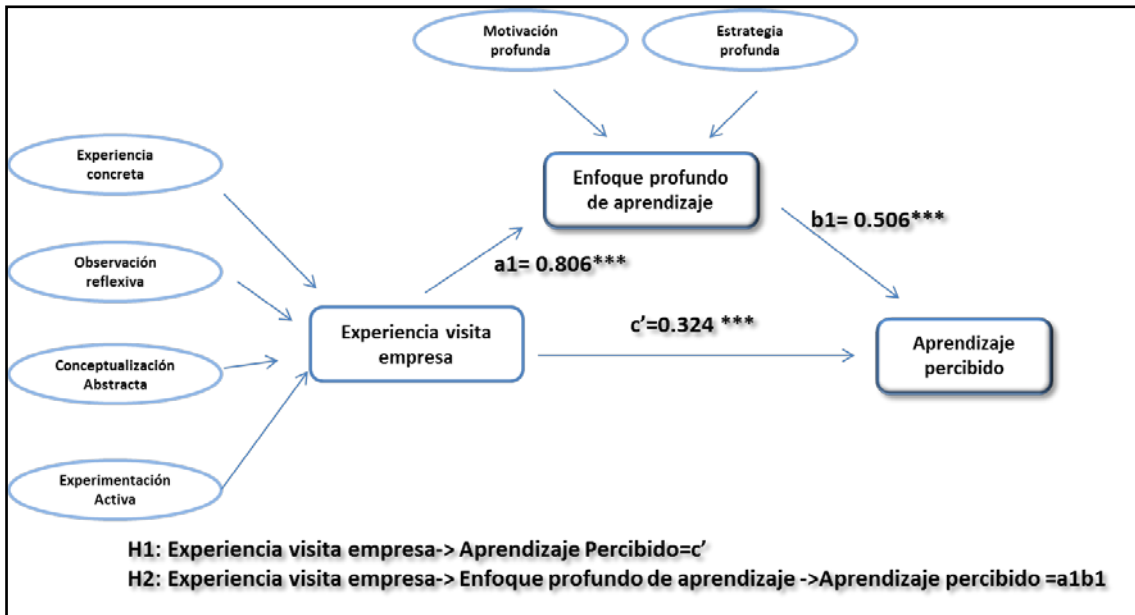 Motivación
profunda
Estrategia
profunda
Experiencia
concreta
Enfoque profundo
de aprendizaje
b1= 0.506***
Observación
reflexiva
a1= 0.806***
c’=0.324 ***
Experiencia visita
empresa
Aprendizaje
percibido
Conceptualización
Abstracta
Experimentación
Activa
H1: Experiencia visita empresa-> Aprendizaje Percibido=c’
H2: Experiencia visita empresa-> Enfoque profundo de aprendizaje ->Aprendizaje percibido =a1b1